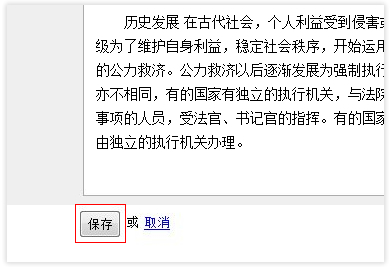 历史发展 在古代社会，个人利益受到侵害或
级为了维护自身利益，稳定社会秩序，开始运用
的公力救济。公力救济以后逐渐发展为强制执行
亦不相同，有的国家有独立的执行机关，与法院
事项的人员，受法官、书记官的指挥。有的国家
由独立的执行机关办理。
保存 或 取消